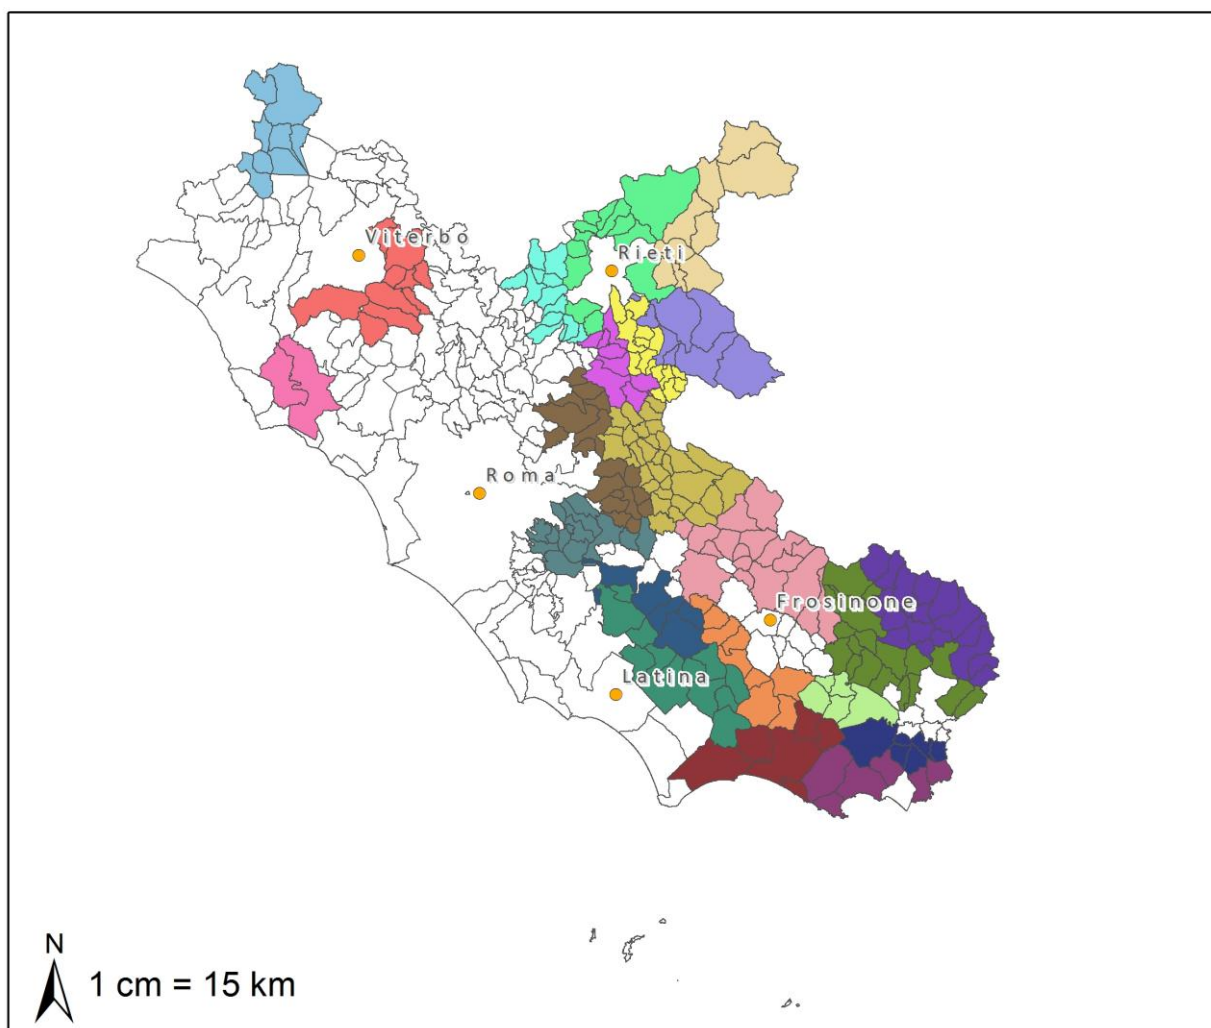 Viterbo
Rieti
Roma
Frosinone
Latina
N
1 cm = 15 km